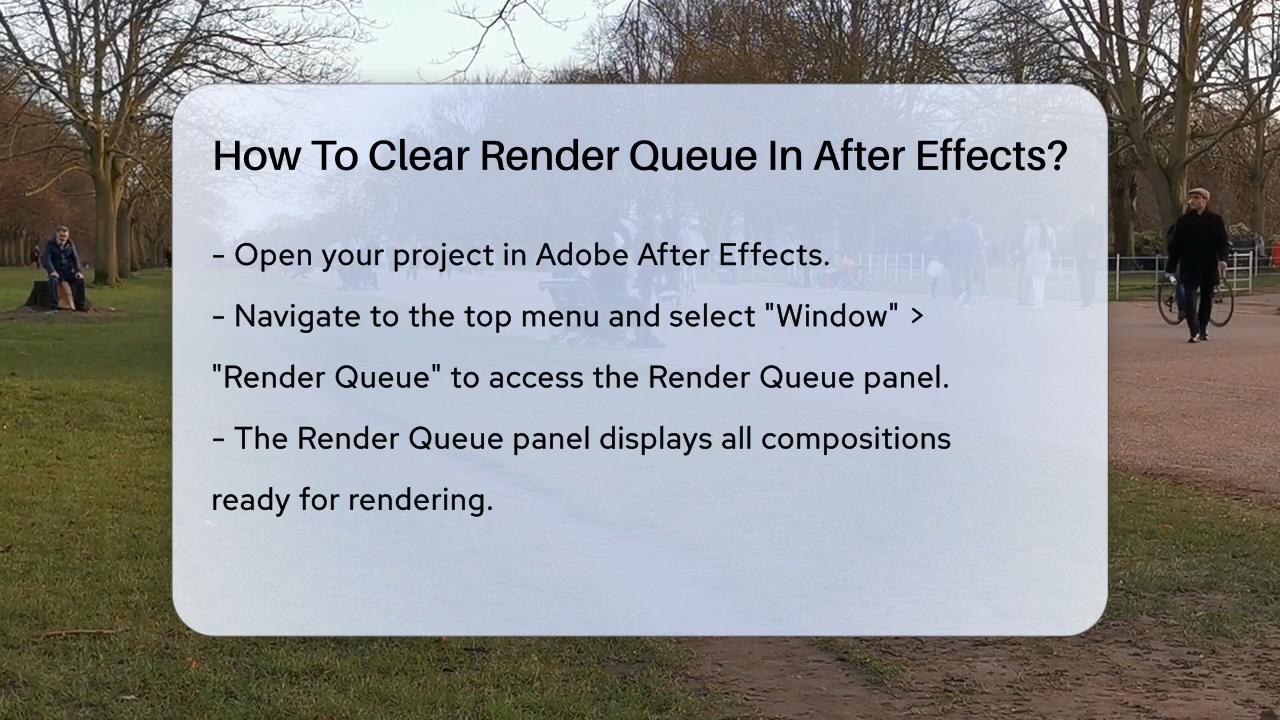 How To Clear Render Queue In After Effects?
- Open your project in Adobe After Effects.
- Navigate to the top menu and select "Window" >
"Render Queue" to access the Render Queue panel.
- The Render Queue panel displays all compositions
ready for rendering.